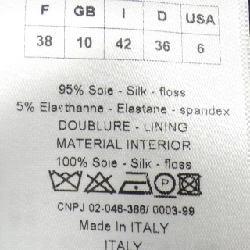 F GB I D USA
38 10 42 36 6
95% Soie - Silk - floss
5% Elasthanne - Elastane - spandex
DOUBLURE - LINING
MATERIAL INTERIOR
100% Soie - Silk - floss
P
CNPJ 02-046-386/ 0003-99
Made In ITALY
ITALY